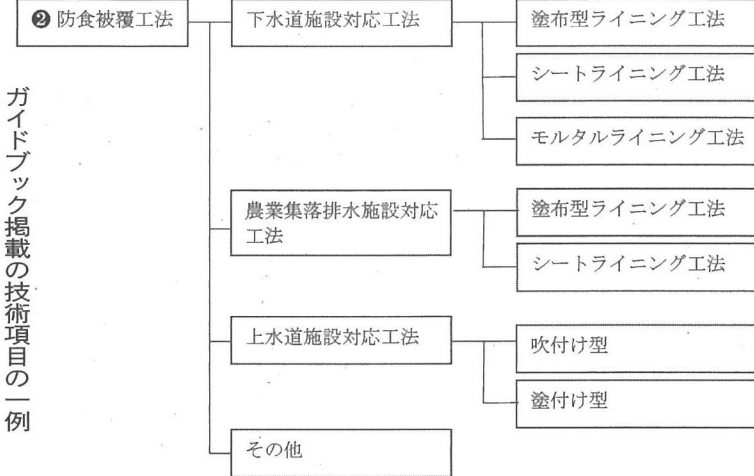 ❷ 防食被覆工法
下水道施設対応工法
塗布型ライニング工法
シートライニング工法
モルタルライニング工法
農業集落排水施設対応
工法
塗布型ライニング工法
シートライニング工法
上水道施設対応工法
吹付け型
塗付け型
その他
ガイドブック掲載の技術項目の一例